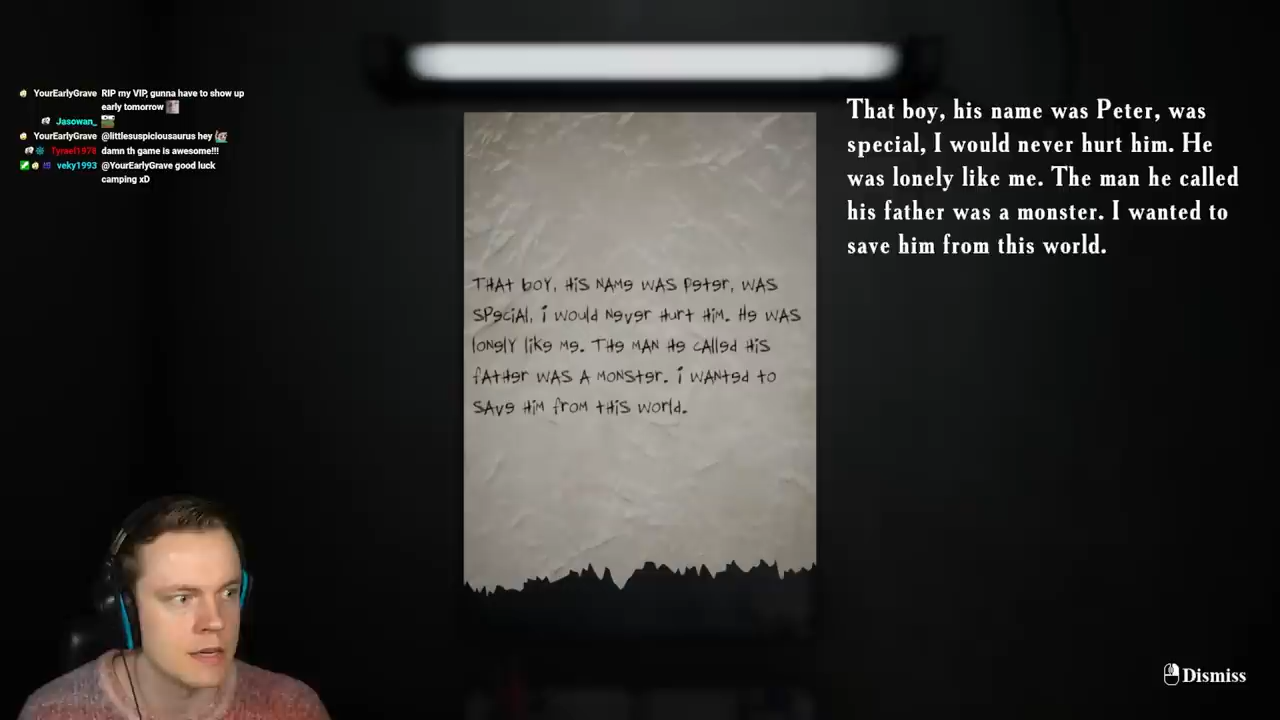 YourEarlyGrave RIP my VIP, gunna have to show up
early tomorrow
Jasowan_
YourEarlyGrave @littlesuspiciousaurus hey
Tyrael1978 damn th game is awesome!!!
veky1993 @YourEarlyGrave good luck
camping xD
THAT BOY, HIS NAME WAS PETER, WAS
SPECIAL, I WOULD NEVER HURT HIM. HE WAS
LONELY LIKE ME. THE MAN HE CALLED HIS
FATHER WAS A MONSTER. I WANTED TO
SAVE HIM FROM THIS WORLD.
That boy, his name was Peter, was
special, I would never hurt him. He
was lonely like me. The man he called
his father was a monster. I wanted to
save him from this world.
Dismiss